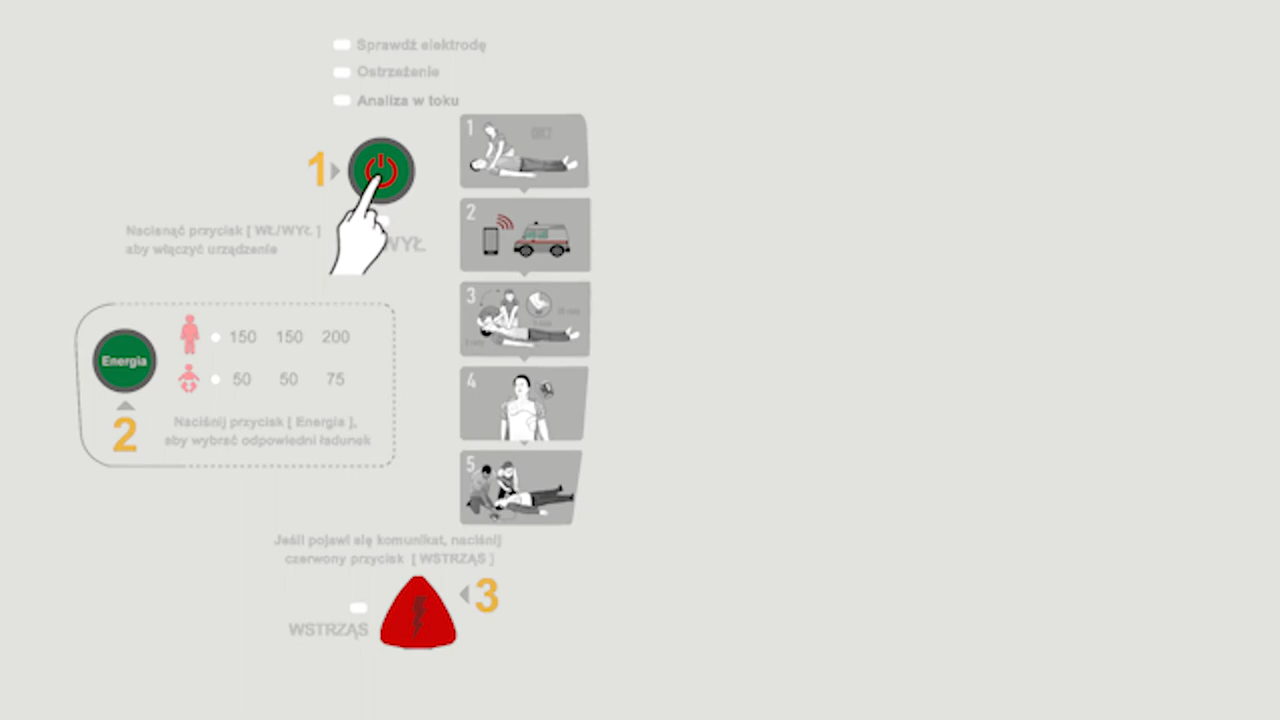 Sprawdź elektrodę
Ostrzeżenie
Analiza w toku
1
Nacisnąć przycisk [ WŁ/WYŁ ]
aby włączyć urządzenie
WYŁ
Energia
150 150 200
50 50 75
2
Naciśnij przycisk [ Energia ],
aby wybrać odpowiedni ładunek
1
2
3
4
5
Jeśli pojawi się komunikat, naciśnij
czerwony przycisk [ WSTRZĄS ]
3
WSTRZĄS